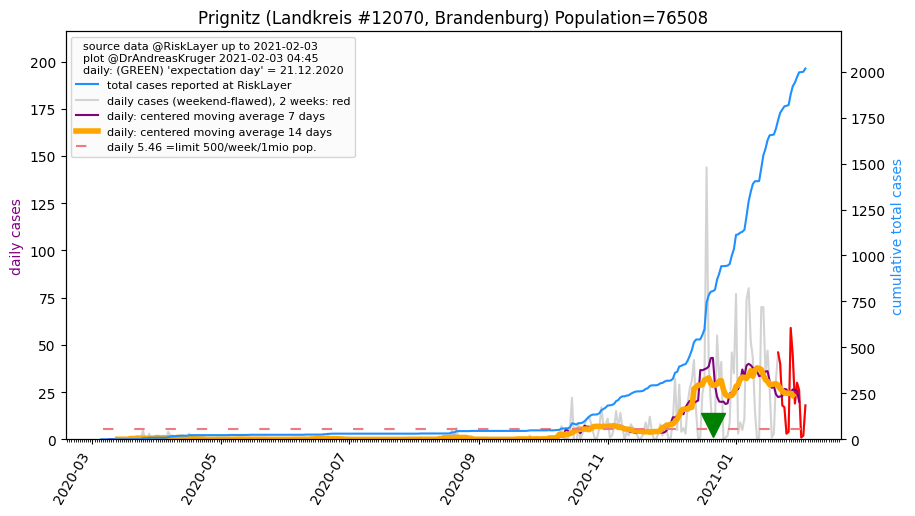 Prignitz (Landkreis #12070, Brandenburg) Population=76508
source data @RiskLayer up to 2021-02-03
plot @DrAndreasKruger 2021-02-03 04:45
daily: (GREEN) 'expectation day' = 21.12.2020
total cases reported at RiskLayer
daily cases (weekend-flawed), 2 weeks: red
daily: centered moving average 7 days
daily: centered moving average 14 days
daily 5.46 =limit 500/week/1mio pop.
daily cases
200
175
150
125
100
75
50
25
0
cumulative total cases
2000
1750
1500
1250
1000
750
500
250
0
2020-03
2020-05
2020-07
2020-09
2020-11
2021-01